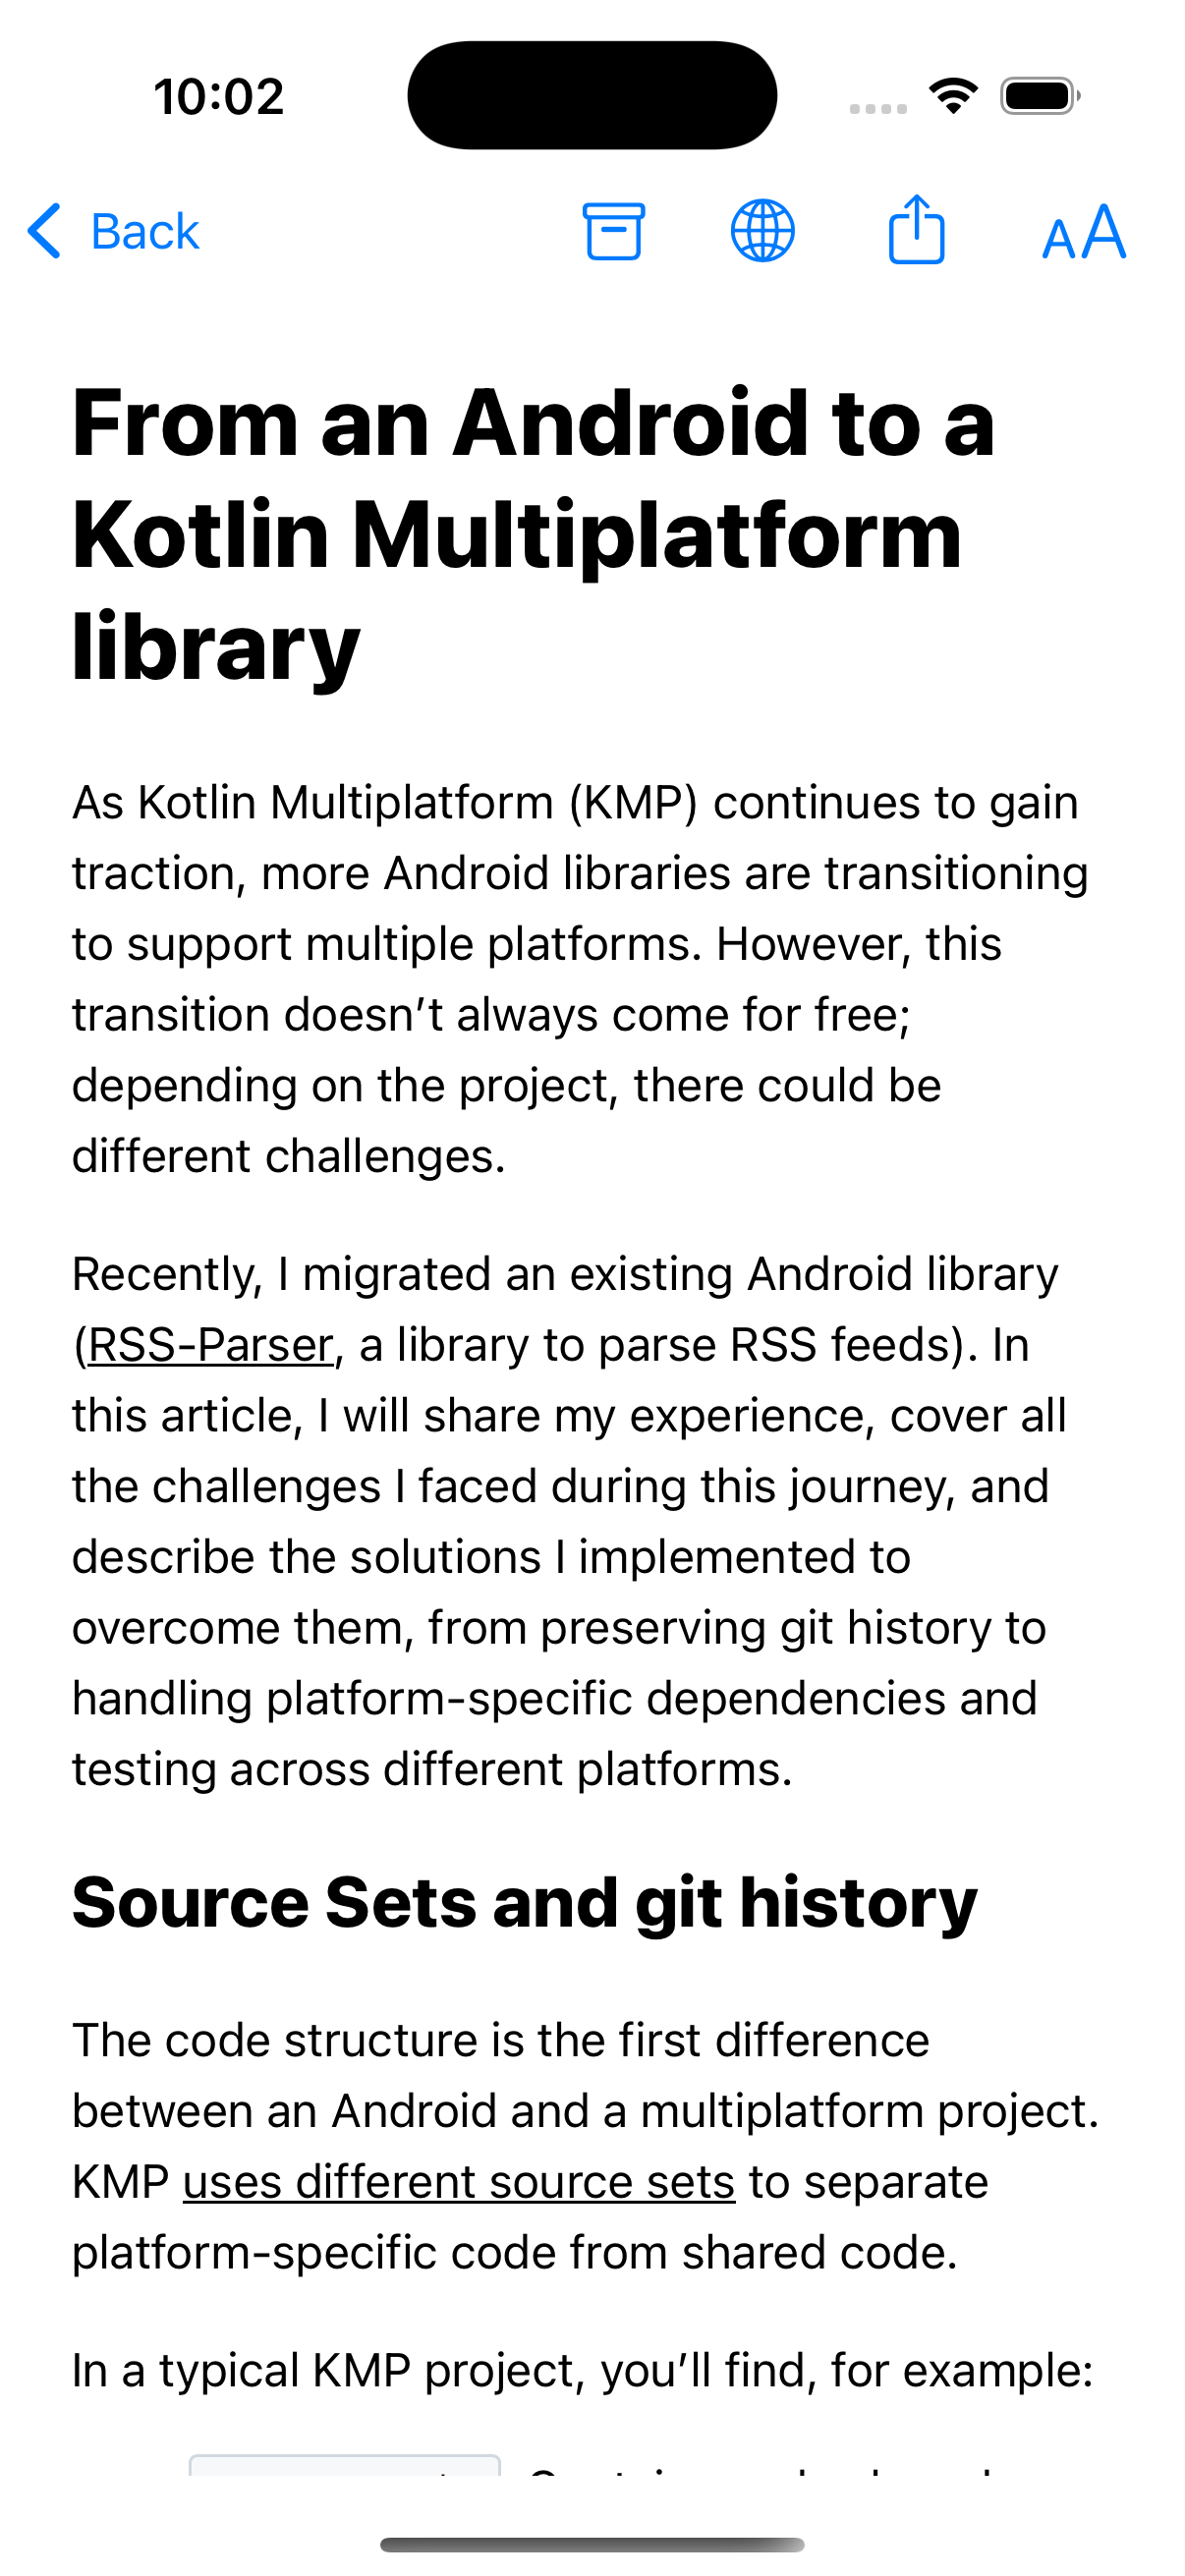 10:02
Back
AA
From an Android to a
Kotlin Multiplatform
library
As Kotlin Multiplatform (KMP) continues to gain
traction, more Android libraries are transitioning
to support multiple platforms. However, this
transition doesn’t always come for free;
depending on the project, there could be
different challenges.
Recently, I migrated an existing Android library
(RSS-Parser, a library to parse RSS feeds). In
this article, I will share my experience, cover all
the challenges I faced during this journey, and
describe the solutions I implemented to
overcome them, from preserving git history to
handling platform-specific dependencies and
testing across different platforms.
Source Sets and git history
The code structure is the first difference
between an Android and a multiplatform project.
KMP uses different source sets to separate
platform-specific code from shared code.
In a typical KMP project, you’ll find, for example: